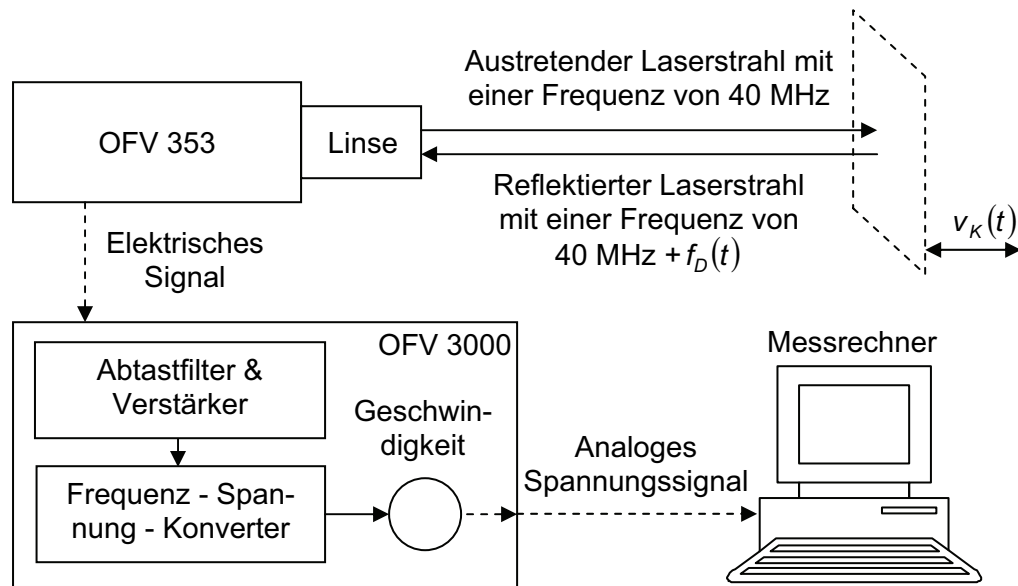 Austretender Laserstrahl mit
einer Frequenz von 40 MHz
OFV 353
Linse
Reflektierter Laserstrahl
mit einer Frequenz von
40 MHz + f_D(t)
v_K(t)
Elektrisches
Signal
OFV 3000
Abtastfilter &
Verstärker
Geschwin-
digkeit
Frequenz - Span-
nung - Konverter
Analoges
Spannungssignal
Messrechner